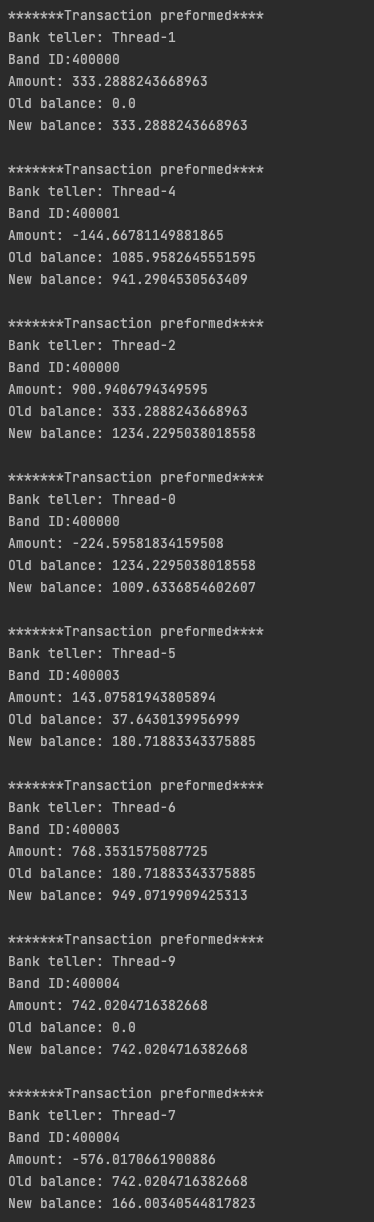 *******Transaction preformed****
Bank teller: Thread-1
Band ID:400000
Amount: 333.2888243668963
Old balance: 0.0
New balance: 333.2888243668963
*******Transaction preformed****
Bank teller: Thread-4
Band ID:400001
Amount: -144.66781149881865
Old balance: 1085.9582645551595
New balance: 941.2904530563409
*******Transaction preformed****
Bank teller: Thread-2
Band ID:400000
Amount: 900.9406794349595
Old balance: 333.2888243668963
New balance: 1234.2295038018558
*******Transaction preformed****
Bank teller: Thread-0
Band ID:400000
Amount: -224.59581834159508
Old balance: 1234.2295038018558
New balance: 1009.6336854602607
*******Transaction preformed****
Bank teller: Thread-5
Band ID:400003
Amount: 143.07581943805894
Old balance: 37.6430139956999
New balance: 180.71883343375885
*******Transaction preformed****
Bank teller: Thread-6
Band ID:400003
Amount: 768.3531575087725
Old balance: 180.71883343375885
New balance: 949.0719909425313
*******Transaction preformed****
Bank teller: Thread-9
Band ID:400004
Amount: 742.0204716382668
Old balance: 0.0
New balance: 742.0204716382668
*******Transaction preformed****
Bank teller: Thread-7
Band ID:400004
Amount: -576.0170661900886
Old balance: 742.0204716382668
New balance: 166.00340544817823